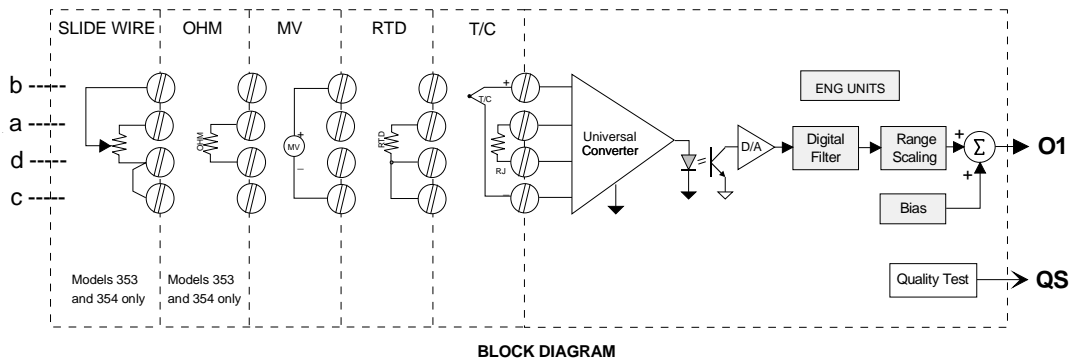 SLIDE WIRE OHM MV RTD T/C
b
a
d
c
OHM
+
MV
–
RTD
+
T/C
RJ
–
Universal
Converter
D/A
ENG UNITS
Digital
Filter
Range
Scaling
+
Σ
+
O1
Bias
Quality Test
QS
Models 353
and 354 only
Models 353
and 354 only
BLOCK DIAGRAM